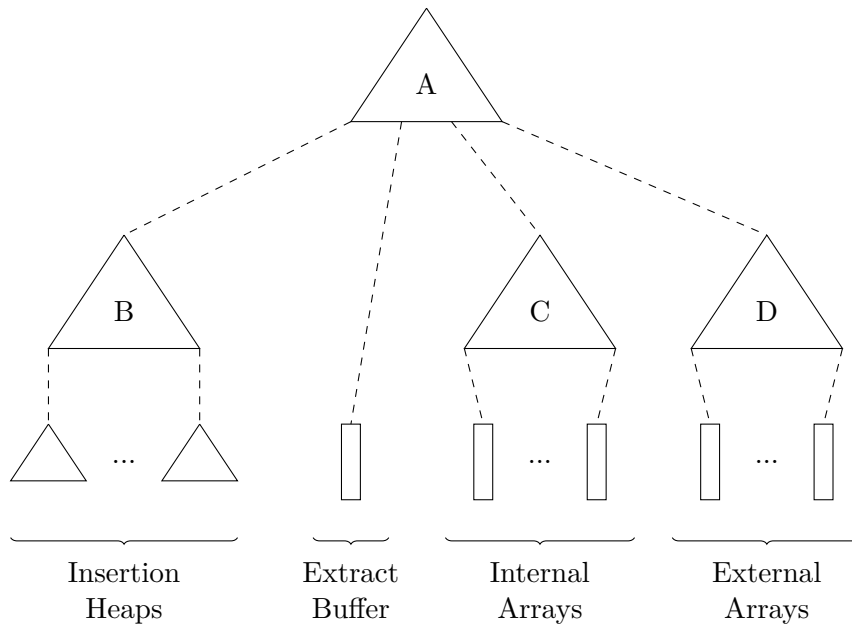 A
B
C
D
...
...
...
Insertion
Heaps
Extract
Buffer
Internal
Arrays
External
Arrays